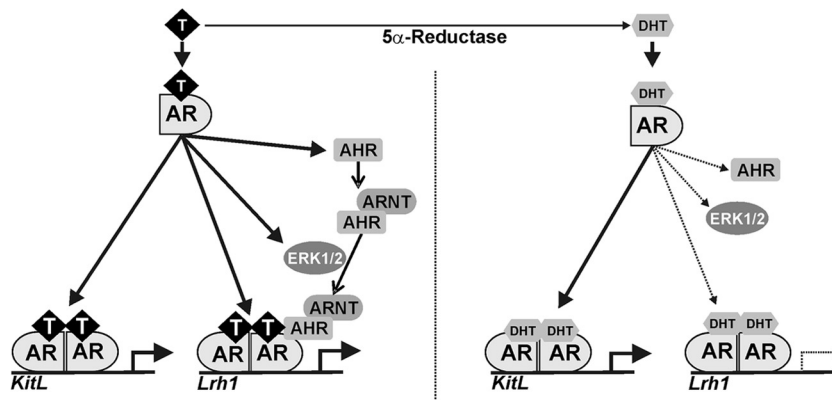 T
5α-Reductase
DHT
T
DHT
AR
AR
AHR
AHR
ARNT
AHR
ERK1/2
ERK1/2
ARNT
T T
AHR
AR AR
KitL
T T
AR AR
Lrh1
DHT DHT
AR AR
KitL
DHT DHT
AR AR
Lrh1